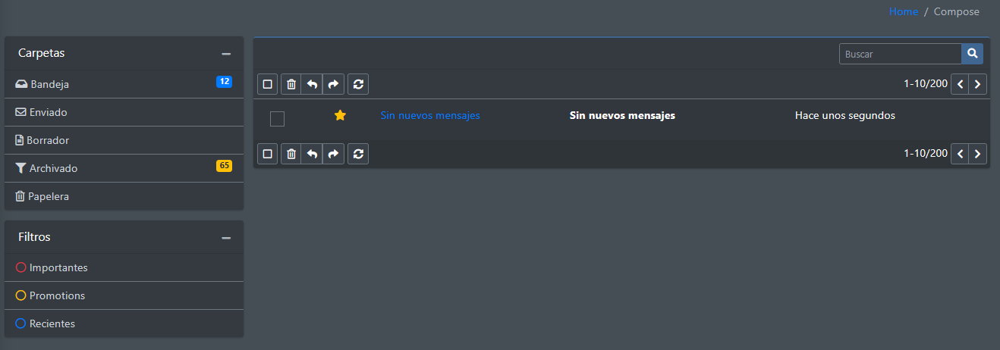 Home / Compose
Carpetas
Bandeja 12
Enviado
Borrador
Archivado 65
Papelera
Filtros
Importantes
Promotions
Recientes
Buscar
1-10/200
Sin nuevos mensajes Sin nuevos mensajes Hace unos segundos
1-10/200